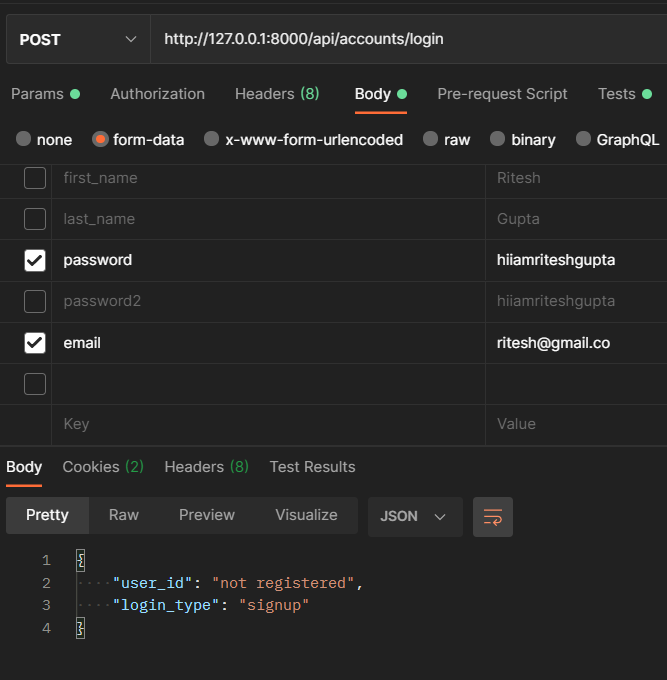 POST http://127.0.0.1:8000/api/accounts/login
Params Authorization Headers (8) Body Pre-request Script Tests
none form-data x-www-form-urlencoded raw binary GraphQL
first_name Ritesh
last_name Gupta
password hiiamriteshgupta
password2 hiiamriteshgupta
email ritesh@gmail.co
Key Value
Body Cookies (2) Headers (8) Test Results
Pretty Raw Preview Visualize JSON
1 {
2 ····"user_id": "not registered",
3 ····"login_type": "signup"
4 }